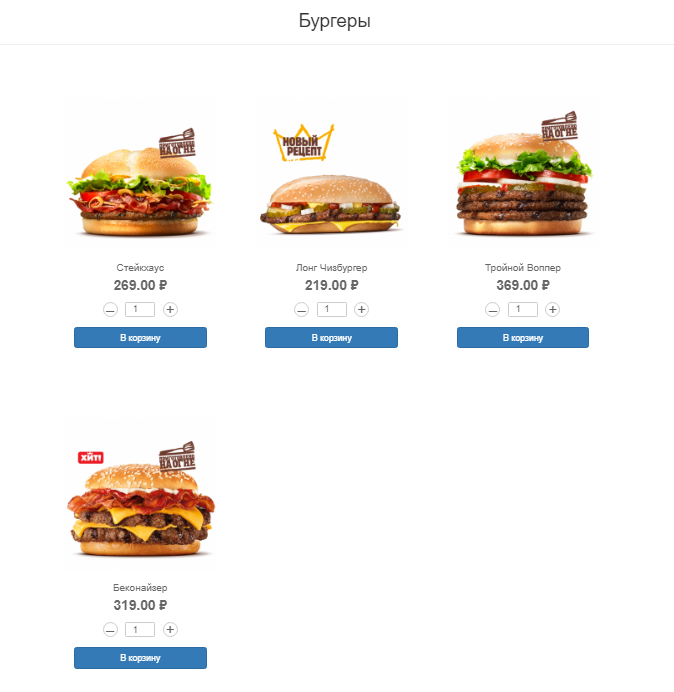 Бургеры
ПРИГОТОВЛЕНО
НА ОГНЕ
НОВЫЙ
РЕЦЕПТ
ПРИГОТОВЛЕНО
НА ОГНЕ
Стейкхаус
Лонг Чизбургер
Тройной Воппер
269.00 ₽
219.00 ₽
369.00 ₽
– 1 +
– 1 +
– 1 +
В корзину
В корзину
В корзину
ХИТ!
ПРИГОТОВЛЕНО
НА ОГНЕ
Беконайзер
319.00 ₽
– 1 +
В корзину